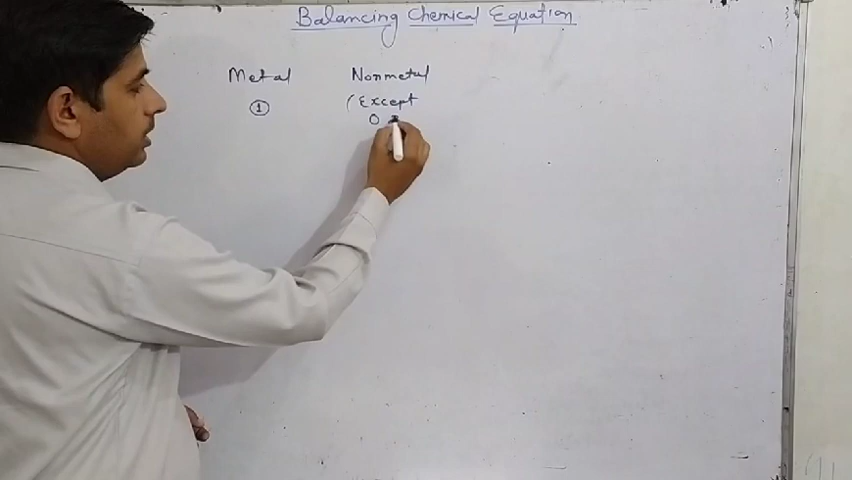 Balancing Chemical Equation
Metal Nonmetal
① (Except
O